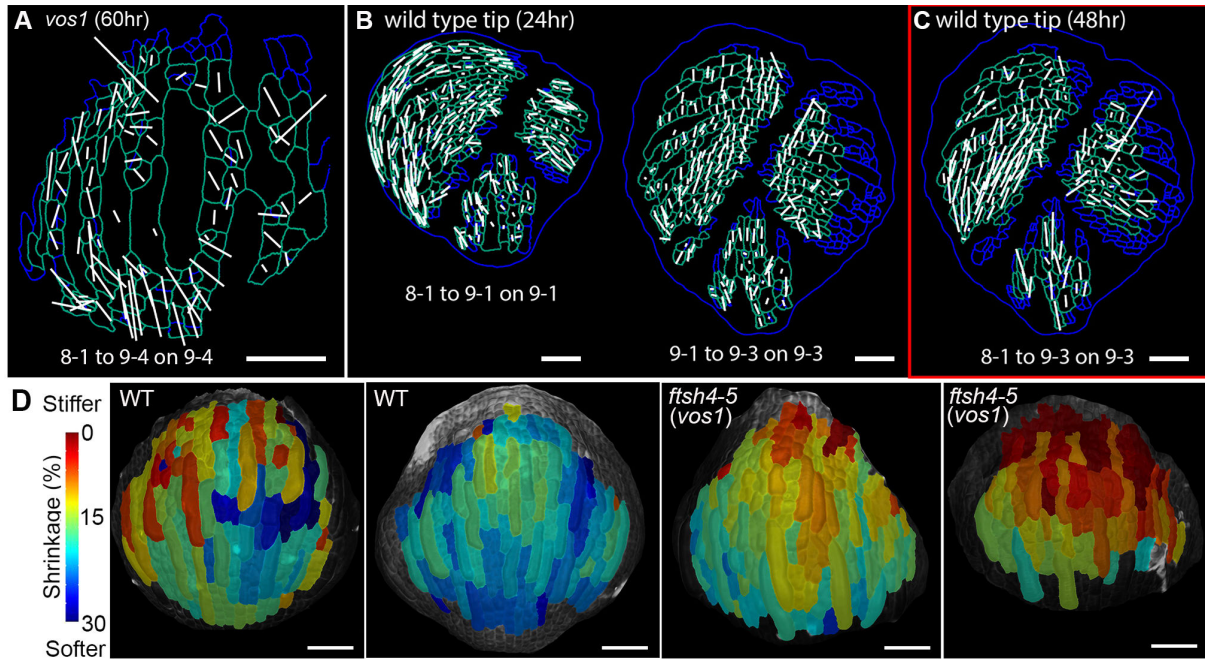 A vos1 (60hr)
8-1 to 9-4 on 9-4
B wild type tip (24hr)
8-1 to 9-1 on 9-1
9-1 to 9-3 on 9-3
C wild type tip (48hr)
8-1 to 9-3 on 9-3
D Stiffer
0
15
30
Shrinkage (%)
Softer
WT
WT
ftsh4-5
(vos1)
ftsh4-5
(vos1)